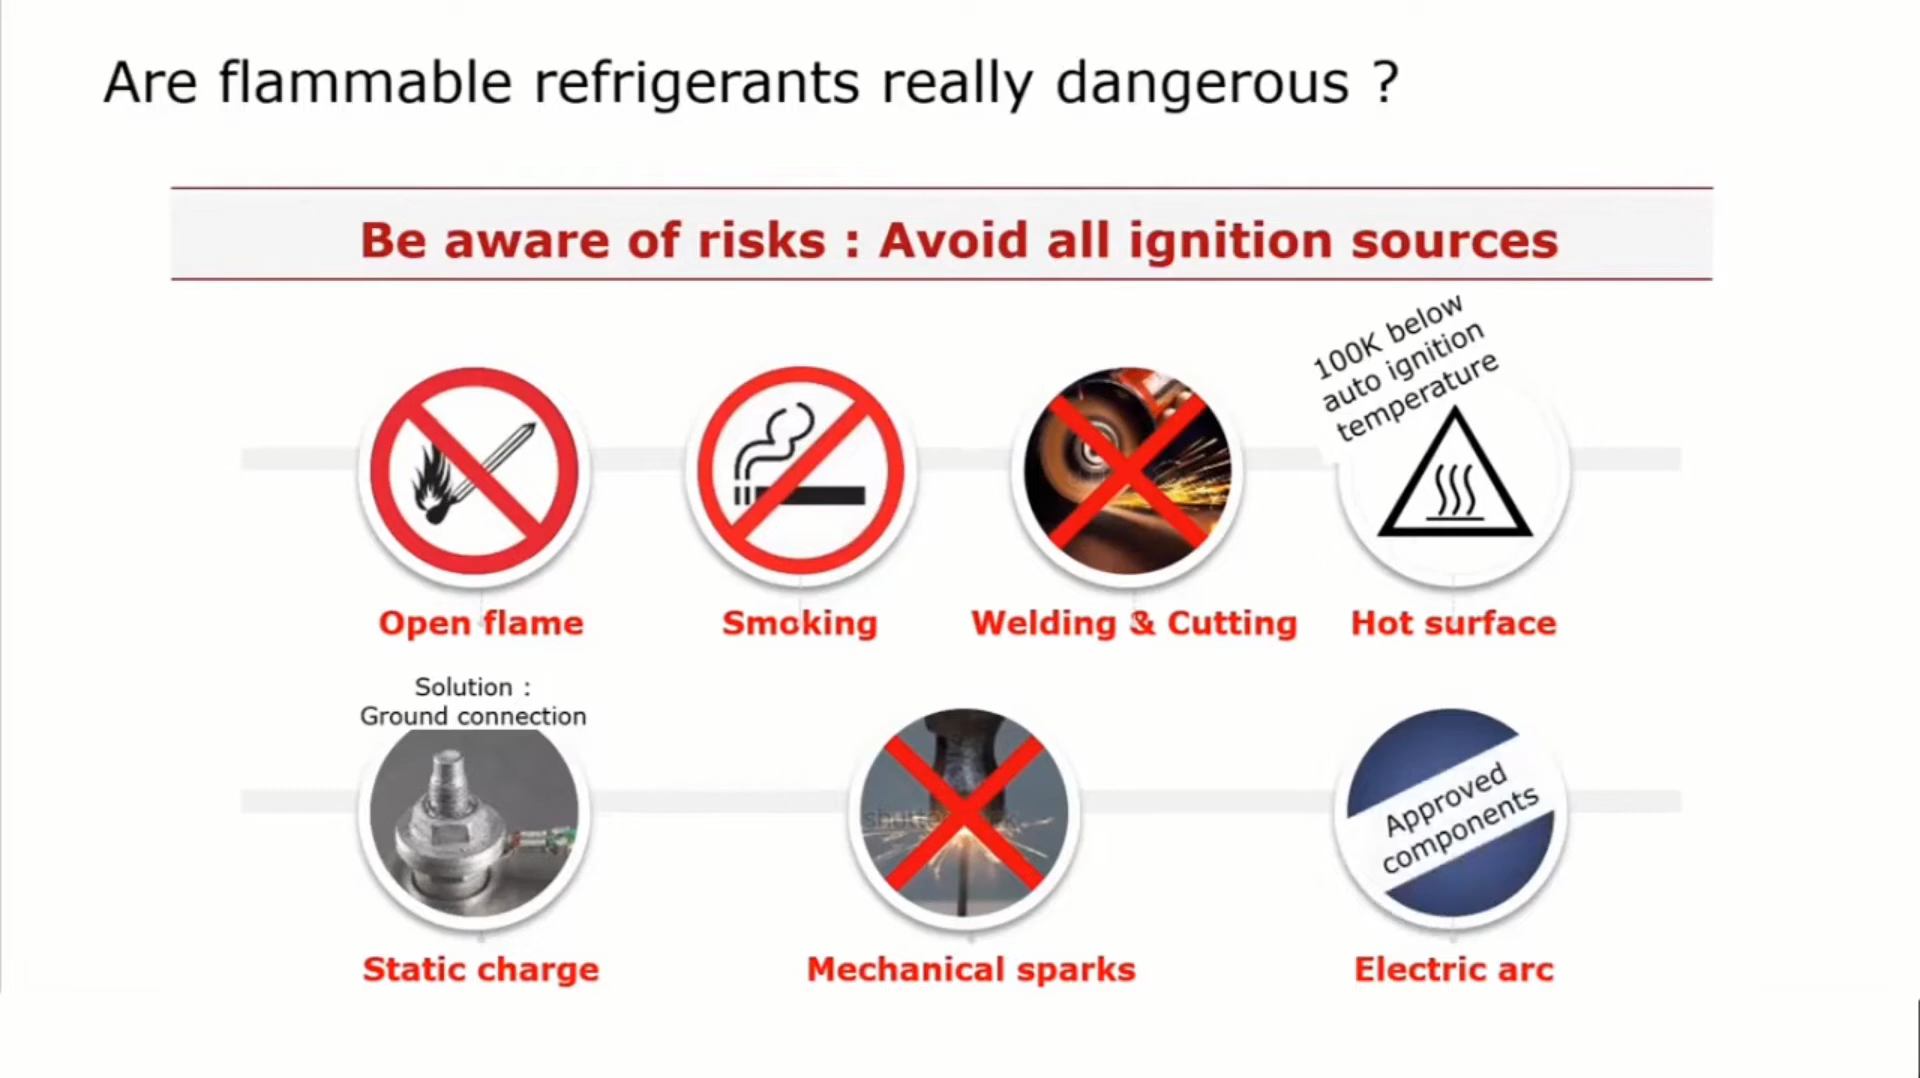 Are flammable refrigerants really dangerous ?
Be aware of risks : Avoid all ignition sources
100K below
auto ignition
temperature
Open flame
Smoking
Welding & Cutting
Hot surface
Solution :
Ground connection
Approved
components
Static charge
Mechanical sparks
Electric arc